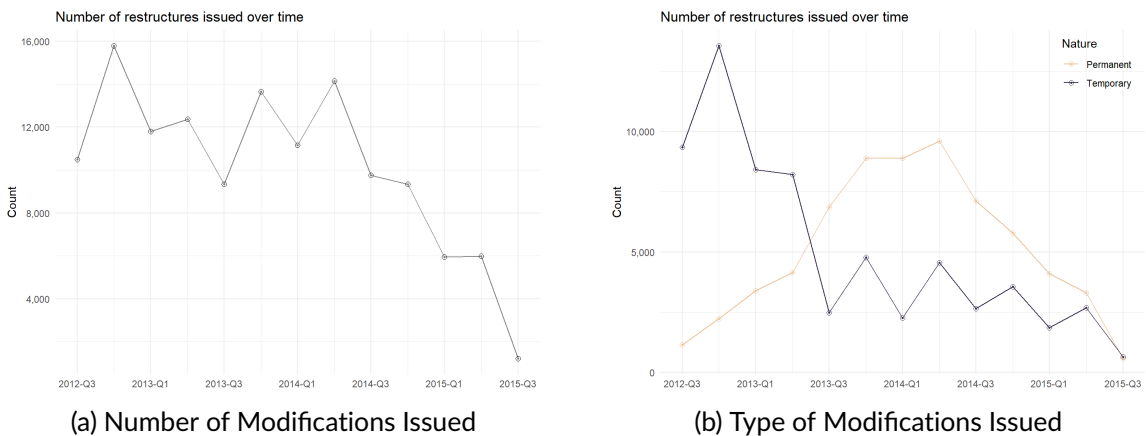 Number of restructures issued over time
16,000
12,000
8,000
4,000
Count
2012-Q3
2013-Q1
2013-Q3
2014-Q1
2014-Q3
2015-Q1
2015-Q3
(a) Number of Modifications Issued
Number of restructures issued over time
Nature
Permanent
Temporary
10,000
5,000
0
Count
2012-Q3
2013-Q1
2013-Q3
2014-Q1
2014-Q3
2015-Q1
2015-Q3
(b) Type of Modifications Issued